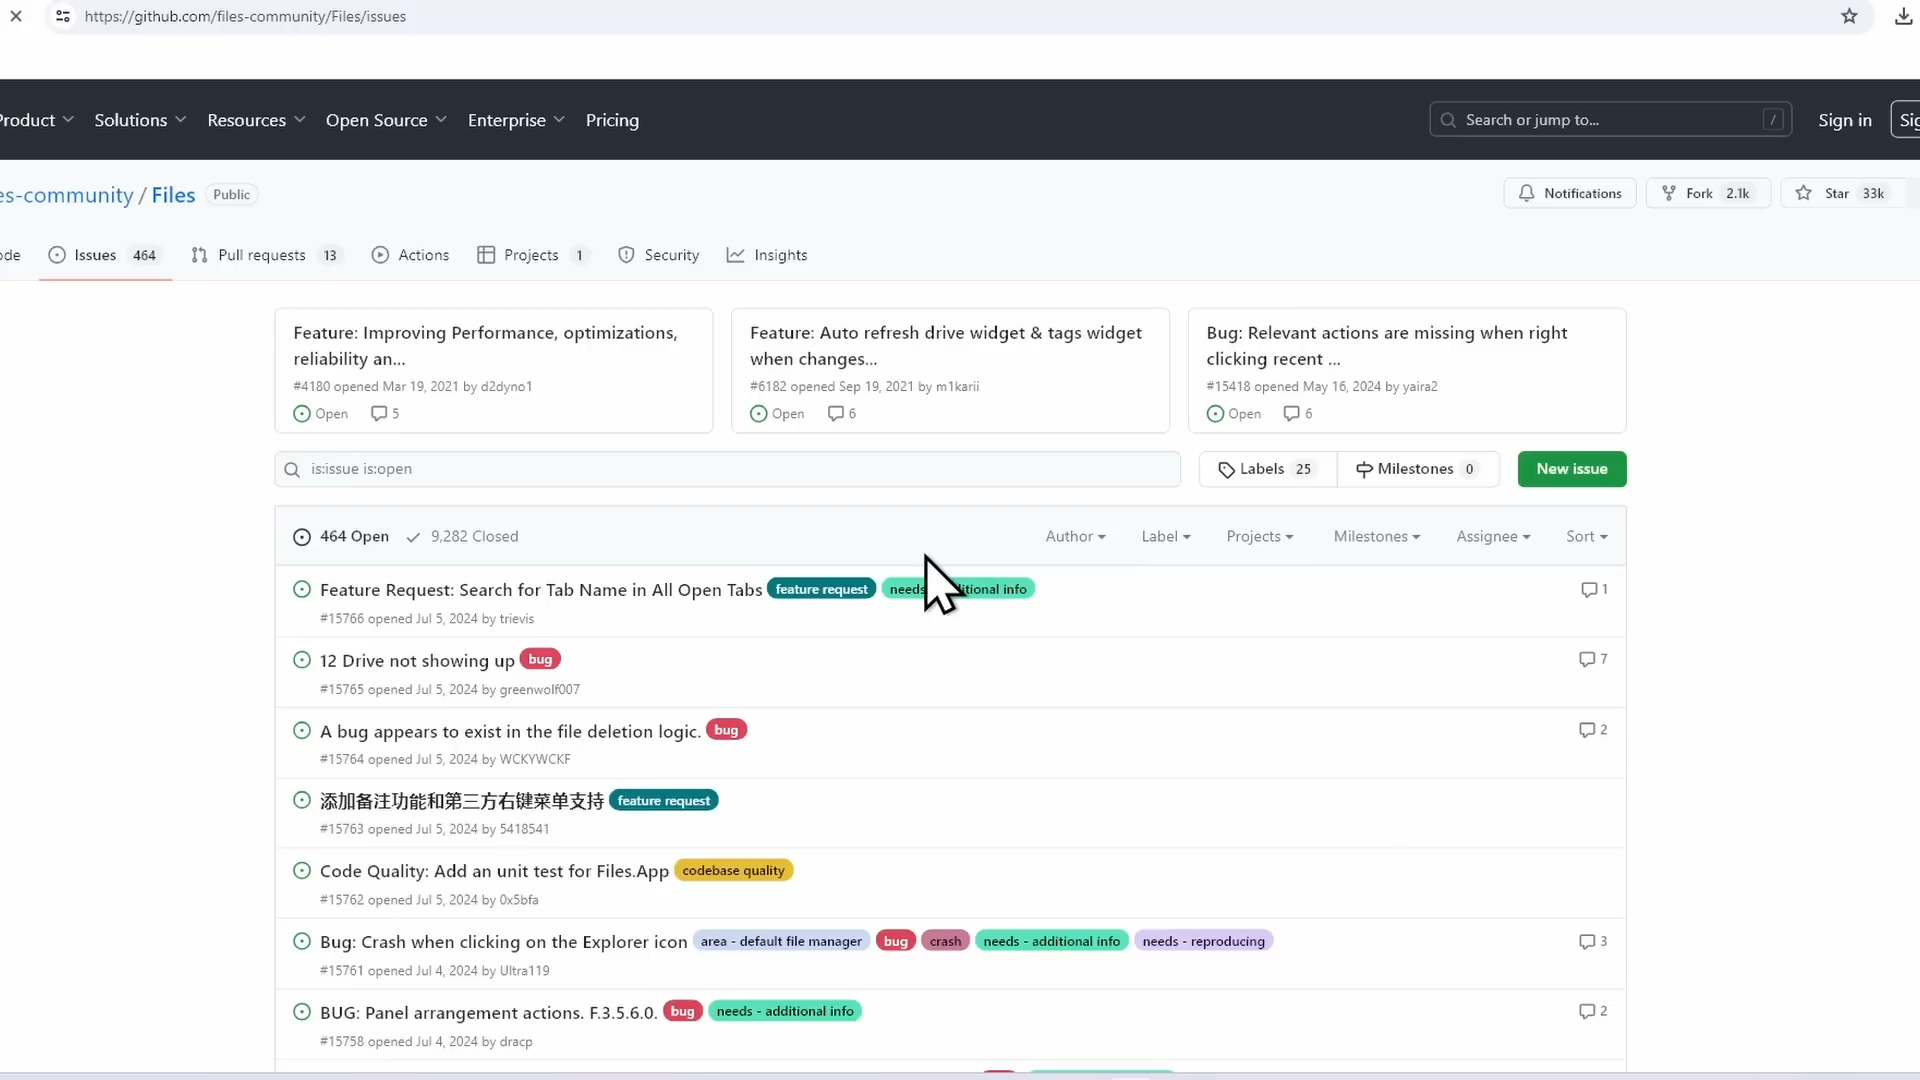 https://github.com/files-community/Files/issues
Product Solutions Resources Open Source Enterprise Pricing Search or jump to... / Sign in
es-community / Files Public Notifications Fork 2.1k Star 33k
Issues 464 Pull requests 13 Actions Projects 1 Security Insights
Feature: Improving Performance, optimizations,
reliability an...
#4180 opened Mar 19, 2021 by d2dyno1
Open 5
Feature: Auto refresh drive widget & tags widget
when changes...
#6182 opened Sep 19, 2021 by m1karii
Open 6
Bug: Relevant actions are missing when right
clicking recent ...
#15418 opened May 16, 2024 by yaira2
Open 6
is:issue is:open Labels 25 Milestones 0 New issue
464 Open 9,282 Closed Author Label Projects Milestones Assignee Sort
Feature Request: Search for Tab Name in All Open Tabs feature request needs itional info 1
#15766 opened Jul 5, 2024 by trievis
12 Drive not showing up bug 7
#15765 opened Jul 5, 2024 by greenwolf007
A bug appears to exist in the file deletion logic. bug 2
#15764 opened Jul 5, 2024 by WCKYWCKF
添加备注功能和第三方右键菜单支持 feature request
#15763 opened Jul 5, 2024 by 5418541
Code Quality: Add an unit test for Files.App codebase quality
#15762 opened Jul 5, 2024 by 0x5bfa
Bug: Crash when clicking on the Explorer icon area - default file manager bug crash needs - additional info needs - reproducing 3
#15761 opened Jul 4, 2024 by Ultra119
BUG: Panel arrangement actions. F.3.5.6.0. bug needs - additional info 2
#15758 opened Jul 4, 2024 by dracp